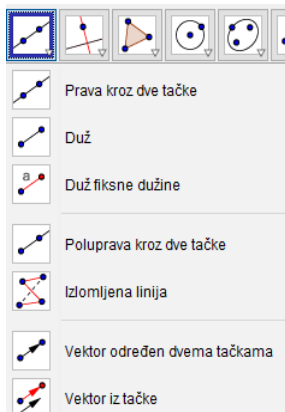 Prava kroz dve tačke
Duž
a
Duž fiksne dužine
Poluprava kroz dve tačke
Izlomljena linija
Vektor određen dvema tačkama
Vektor iz tačke